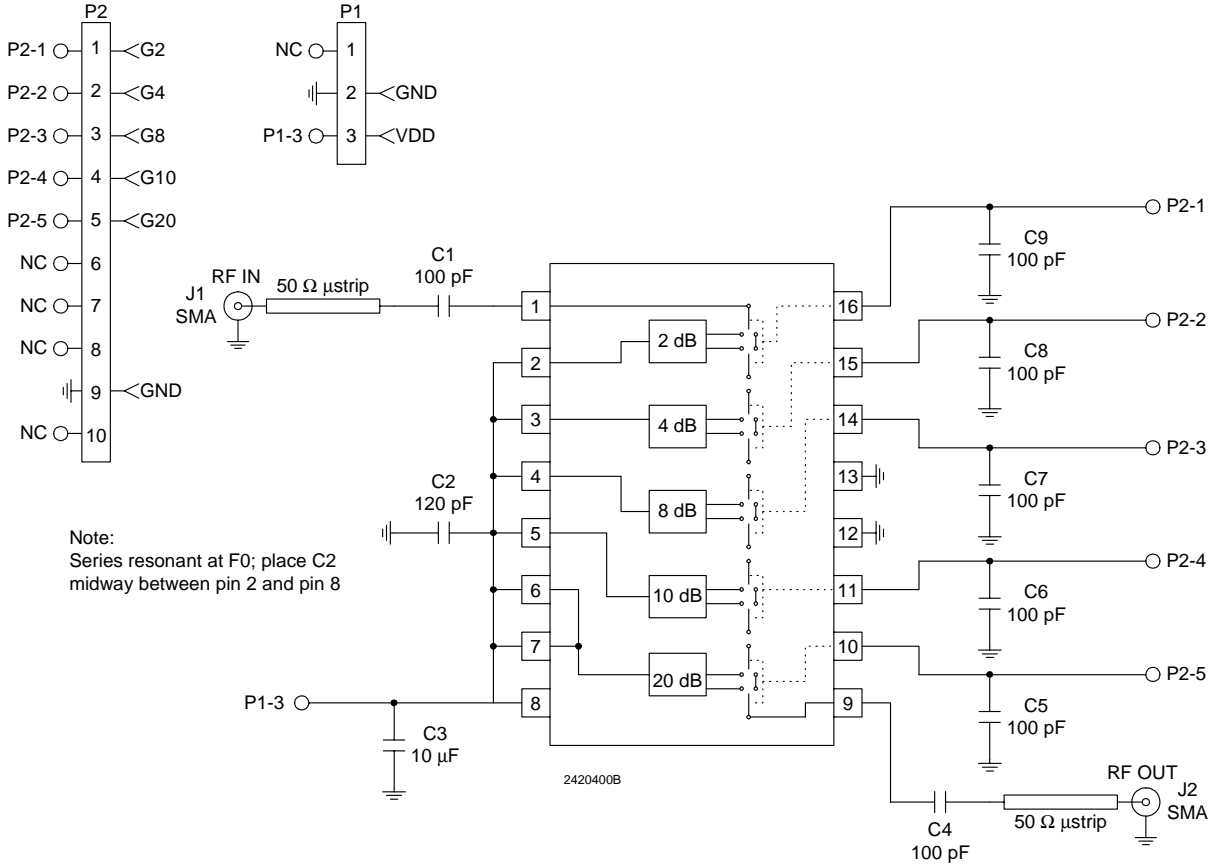 P2
P2-1 1 G2
P2-2 2 G4
P2-3 3 G8
P2-4 4 G10
P2-5 5 G20
NC 6
NC 7
NC 8
9 GND
NC 10
P1
NC 1
2 GND
P1-3 3 VDD
RF IN
J1
SMA
50 Ω µstrip
C1
100 pF
C2
120 pF
Note:
Series resonant at F0; place C2
midway between pin 2 and pin 8
P1-3
C3
10 µF
1
2
3
4
5
6
7
8
2 dB
4 dB
8 dB
10 dB
20 dB
16
15
14
13
12
11
10
9
2420400B
P2-1
C9
100 pF
P2-2
C8
100 pF
P2-3
C7
100 pF
P2-4
C6
100 pF
P2-5
C5
100 pF
RF OUT
J2
SMA
50 Ω µstrip
C4
100 pF